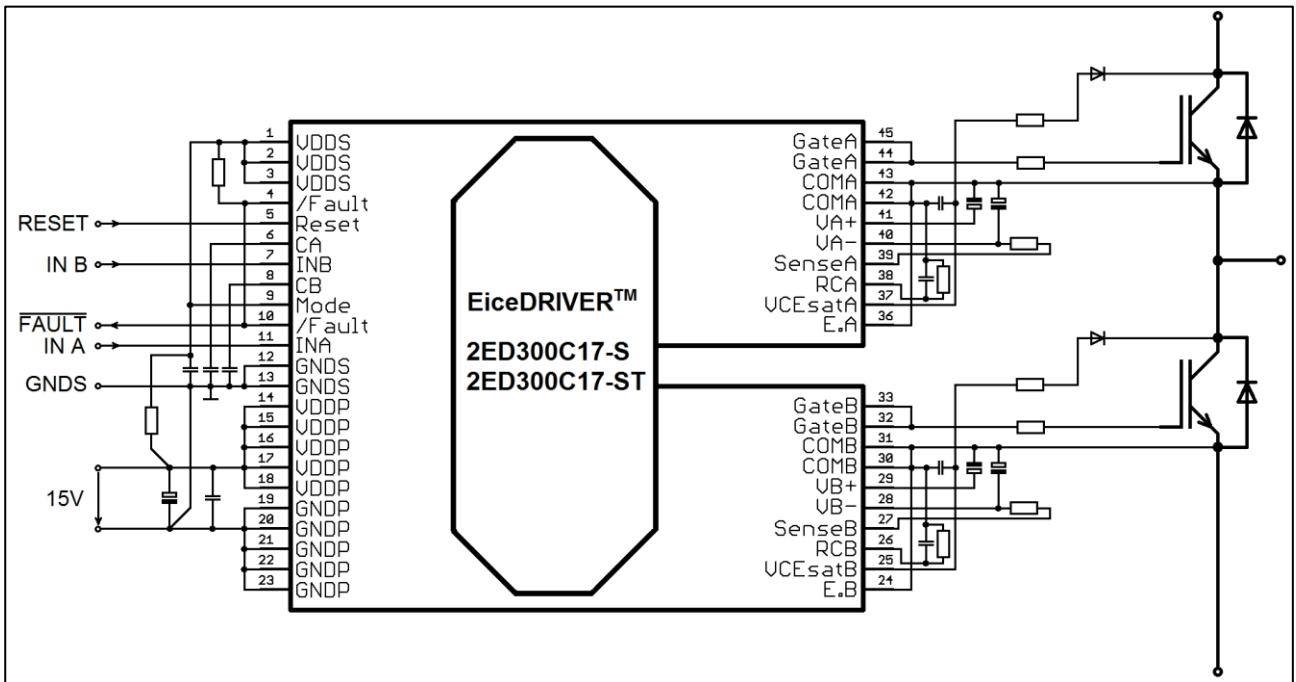 1 VDDS
2 VDDS
3 VDDS
4 /Fault
RESET 5 Reset
6 CA
IN B 7 INB
8 CB
9 Mode
FAULT 10 /Fault
IN A 11 INA
12 GNDS
GNDS 13 GNDS
14 VDDP
15 VDDP
16 VDDP
17 VDDP
18 VDDP
15V
19 GNDP
20 GNDP
21 GNDP
22 GNDP
23 GNDP
EiceDRIVER™
2ED300C17-S
2ED300C17-ST
GateA 45
GateA 44
COMA 43
COMA 42
VA+ 41
VA- 40
SenseA 39
RCA 38
VCEsatA 37
E.A 36
GateB 33
GateB 32
COMB 31
COMB 30
VB+ 29
VB- 28
SenseB 27
RCB 26
VCEsatB 25
E.B 24